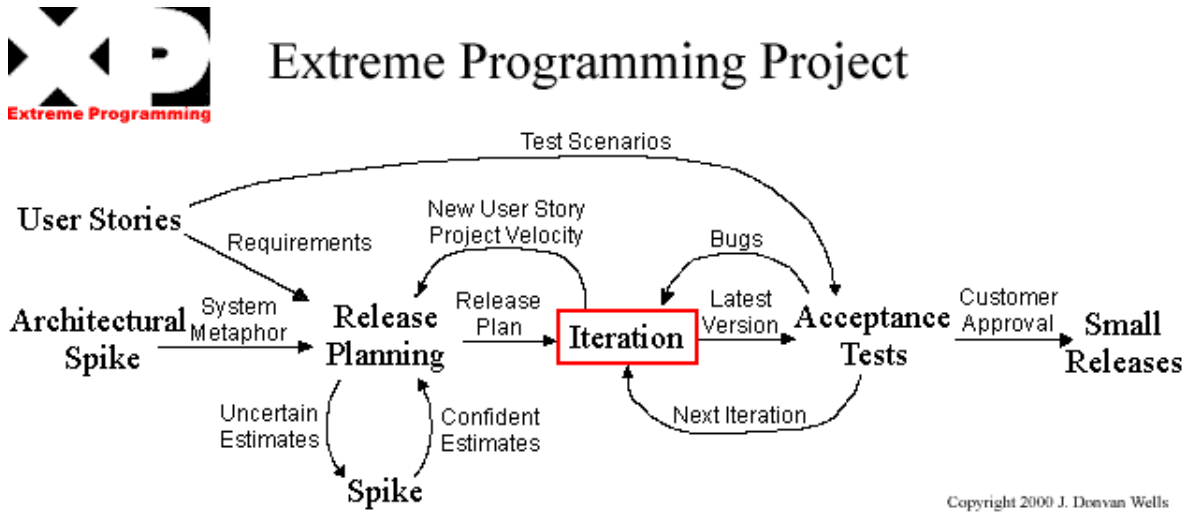 XP
Extreme Programming
Extreme Programming Project
Test Scenarios
User Stories
Requirements
New User Story
Project Velocity
Bugs
Architectural
Spike
System
Metaphor
Release
Planning
Release
Plan
Iteration
Latest
Version
Acceptance
Tests
Customer
Approval
Small
Releases
Uncertain
Estimates
Confident
Estimates
Next Iteration
Spike
Copyright 2000 J. Donvan Wells